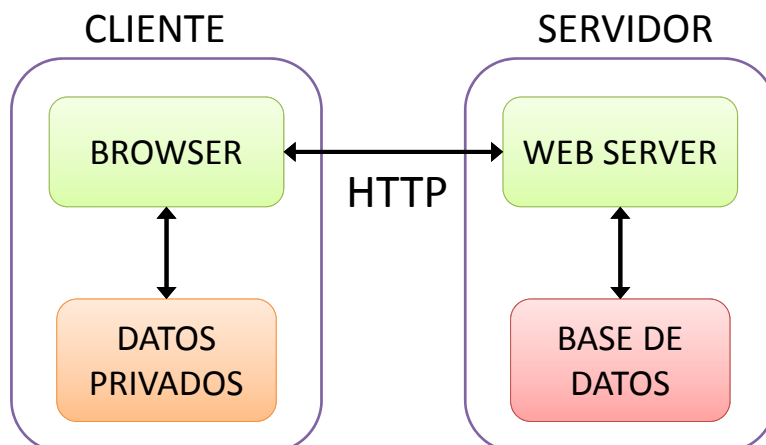 CLIENTE
SERVIDOR
BROWSER
WEB SERVER
HTTP
DATOS
PRIVADOS
BASE DE
DATOS